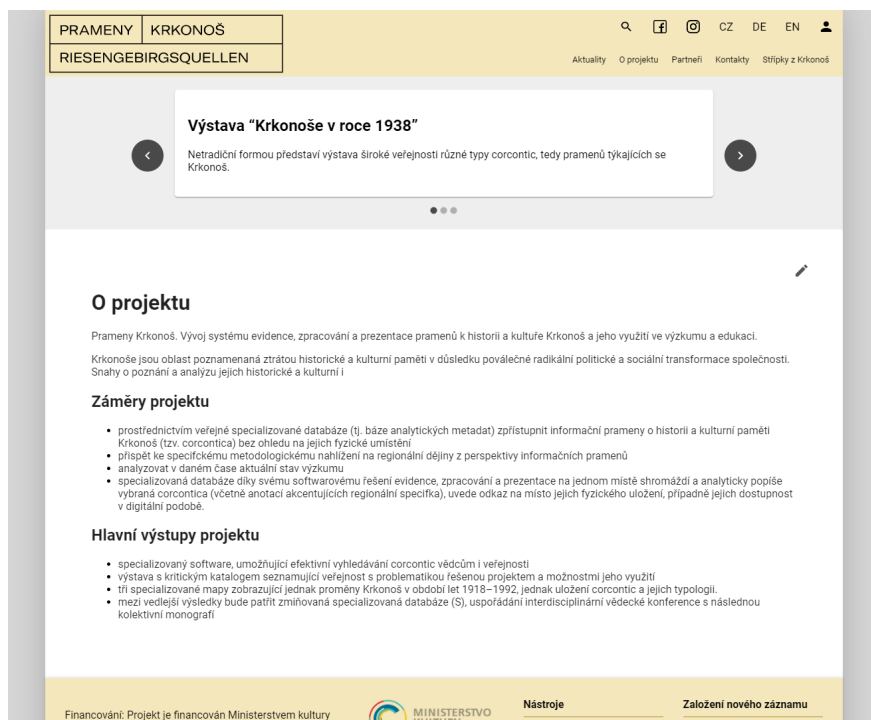 PRAMENY KRKONOŠ
RIESENGEBIRGSQUELLEN
CZ DE EN
Aktuality O projektu Partneři Kontakty Střípky z Krkonoš
Výstava “Krkonoše v roce 1938”
Netradiční formou představí výstava široké veřejnosti různé typy corcontic, tedy pramenů týkajících se
Krkonoš.
O projektu
Prameny Krkonoš. Vývoj systému evidence, zpracování a prezentace pramenů k historii a kultuře Krkonoš a jeho využití ve výzkumu a edukaci.
Krkonoše jsou oblast poznamenaná ztrátou historické a kulturní paměti v důsledku poválečné radikální politické a sociální transformace společnosti.
Snahy o poznání a analýzu jejich historické a kulturní i
Záměry projektu
prostřednictvím veřejné specializované databáze (tj. báze analytických metadat) zpřístupnit informační prameny o historii a kulturní paměti
Krkonoš (tzv. corcontica) bez ohledu na jejich fyzické umístění
přispět ke specifckému metodologickému nahlížení na regionální dějiny z perspektivy informačních pramenů
analyzovat v daném čase aktuální stav výzkumu
specializovaná databáze díky svému softwarovému řešení evidence, zpracování a prezentace na jednom místě shromáždí a analyticky popíše
vybraná corcontica (včetně anotací akcentujících regionální specifka), uvede odkaz na místo jejich fyzického uložení, případně jejich dostupnost
v digitální podobě.
Hlavní výstupy projektu
specializovaný software, umožňující efektivní vyhledávání corcontic vědcům i veřejnosti
výstava s kritickým katalogem seznamující veřejnost s problematikou řešenou projektem a možnostmi jeho využití
tři specializované mapy zobrazující jednak proměny Krkonoš v období let 1918–1992, jednak uložení corcontic a jejich typologii.
mezi vedlejší výsledky bude patřit zmiňovaná specializovaná databáze (S), uspořádání interdisciplinární vědecké konference s následnou
kolektivní monografí
Financování: Projekt je financován Ministerstvem kultury
MINISTERSTVO
Nástroje
Založení nového záznamu